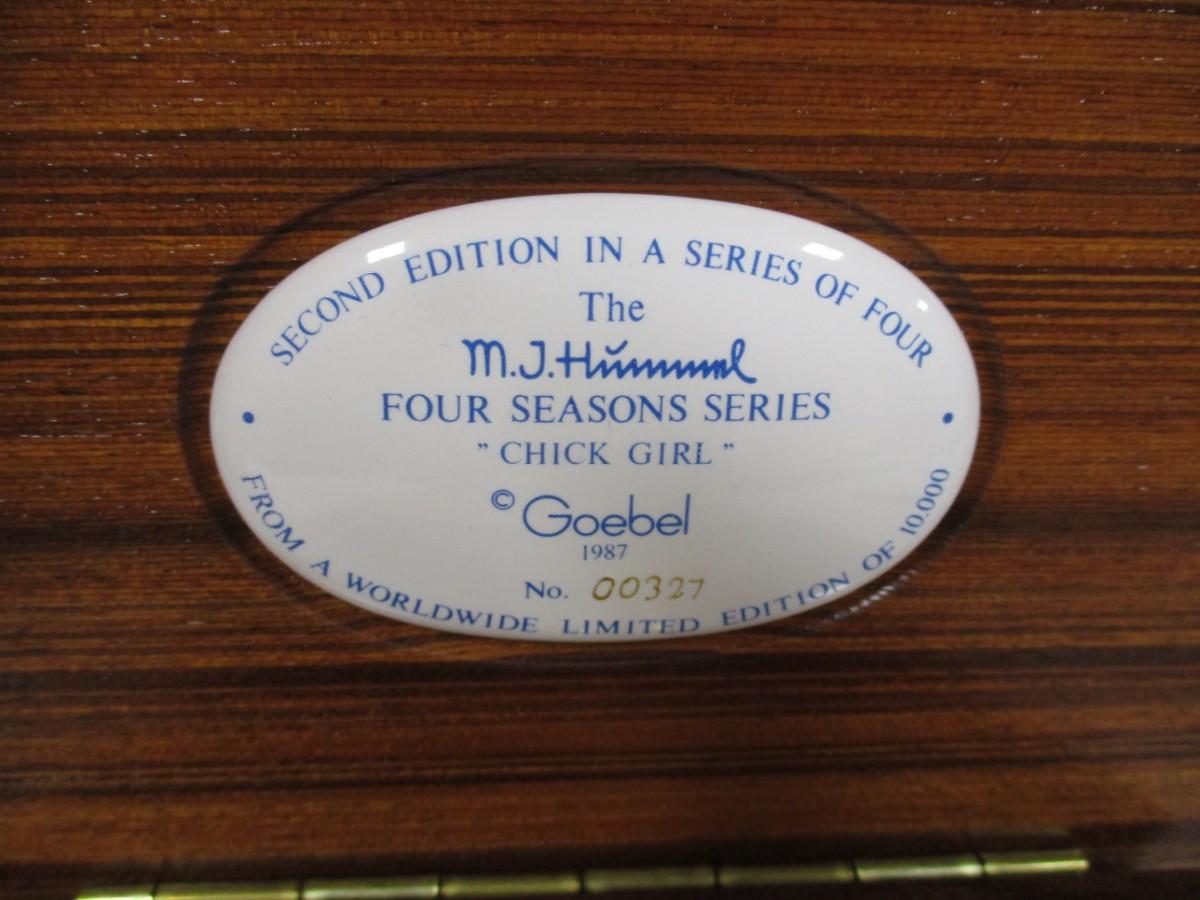 SECOND EDITION IN A SERIES OF FOUR
The
M.J.Hummel
FOUR SEASONS SERIES
" CHICK GIRL "
© Goebel
1987
No. 00327
• FROM A WORLDWIDE LIMITED EDITION OF 10.000 •